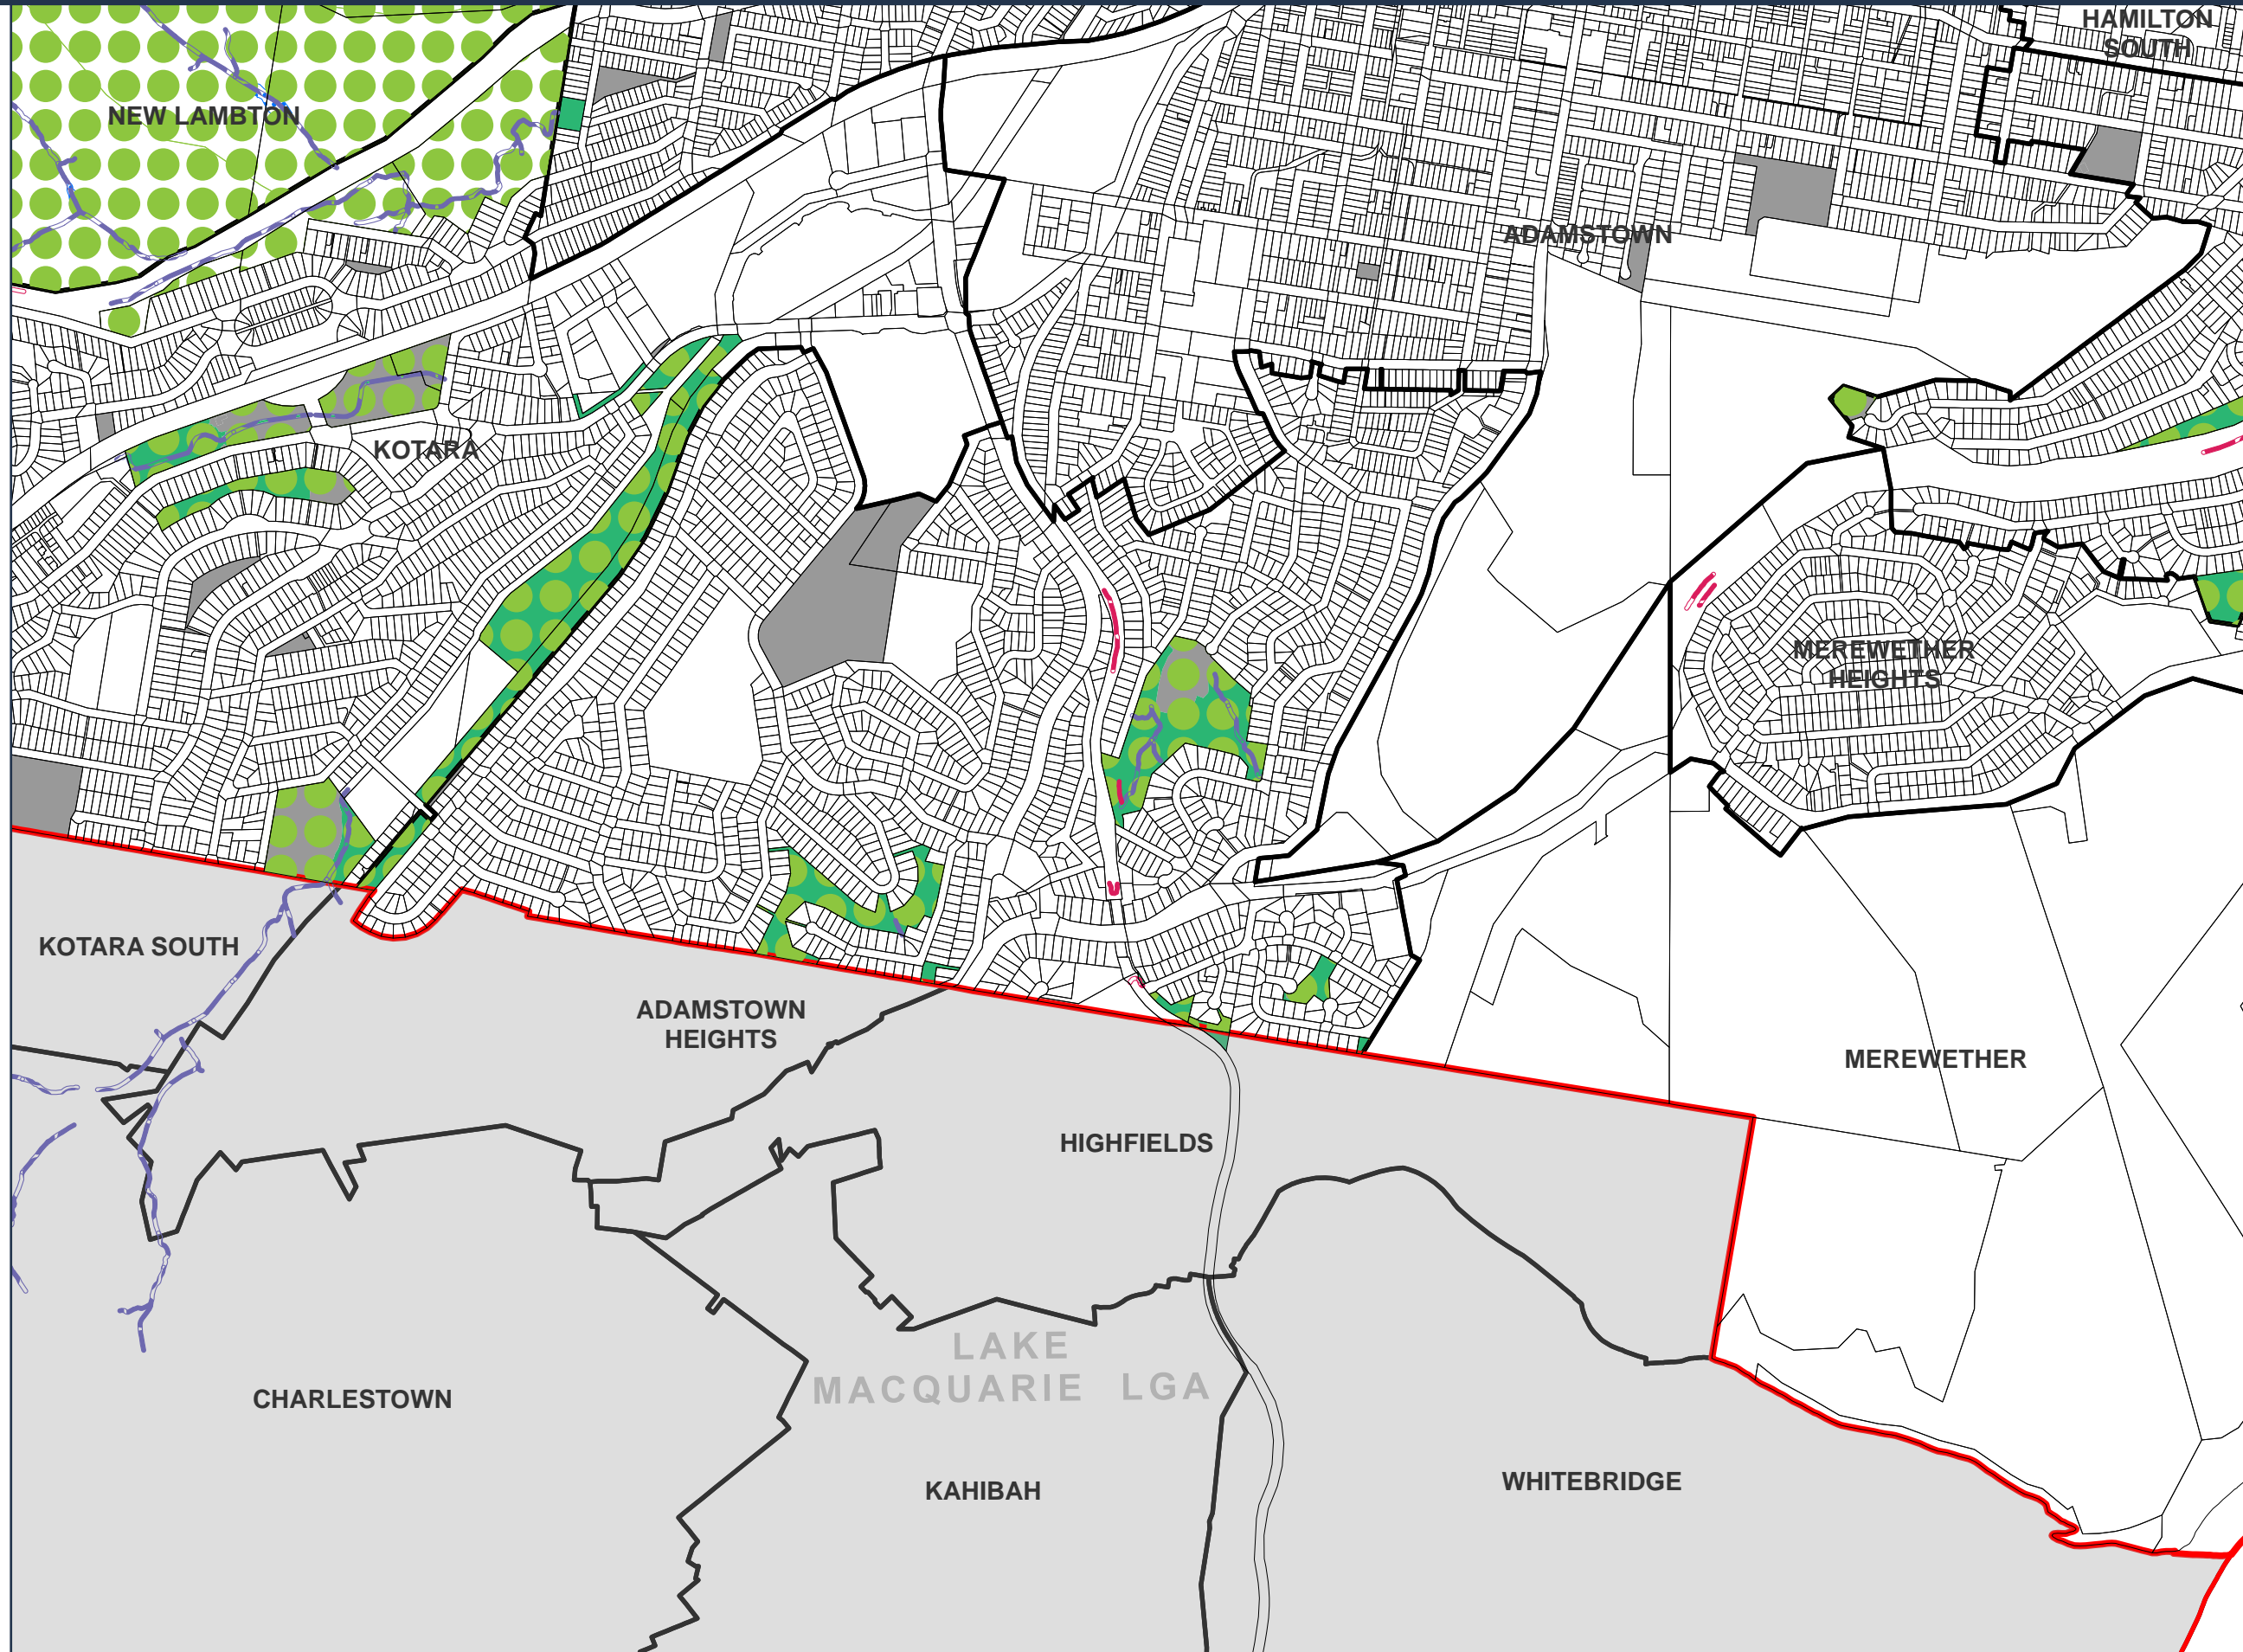 HAMILTON
SOUTH
NEW LAMBTON
ADAMSTOWN
KOTARA
MEREWETHER
HEIGHTS
KOTARA SOUTH
ADAMSTOWN
HEIGHTS
MEREWETHER
HIGHFIELDS
LAKE
MACQUARIE LGA
CHARLESTOWN
KAHIBAH
WHITEBRIDGE